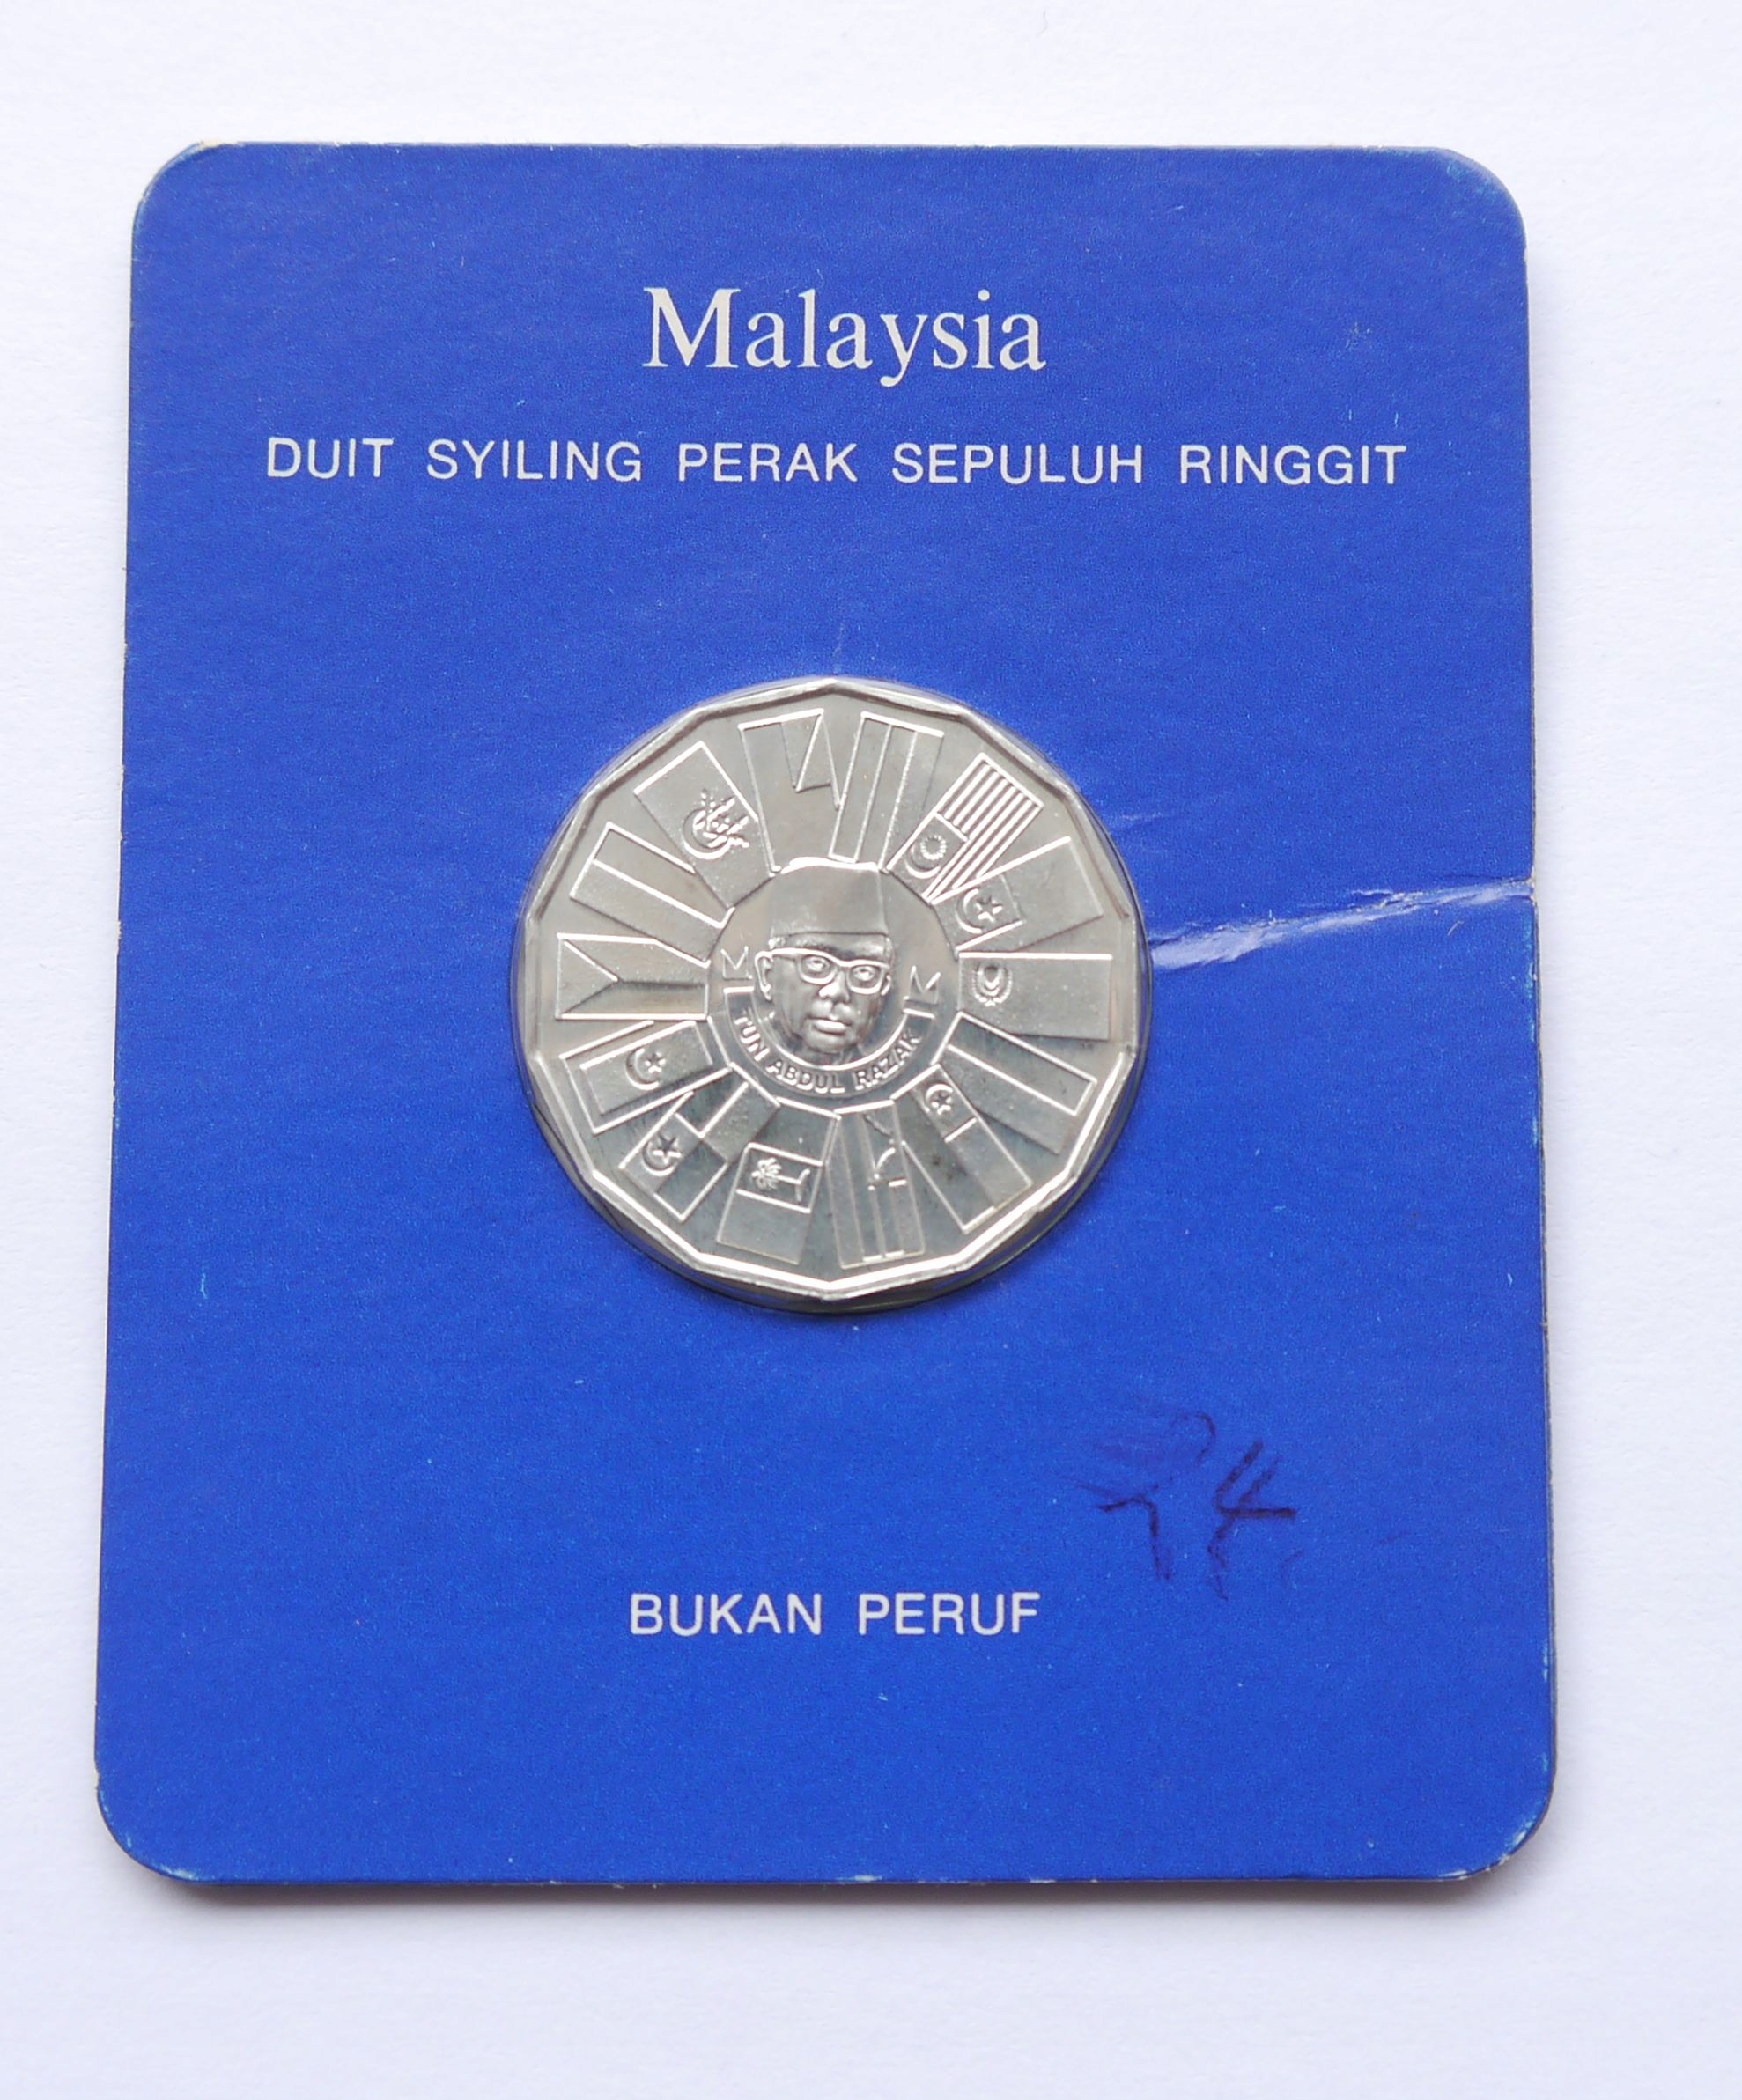 Malaysia
DUIT SYILING PERAK SEPULUH RINGGIT
TUN ABDUL RAZAK
BUKAN PERUF